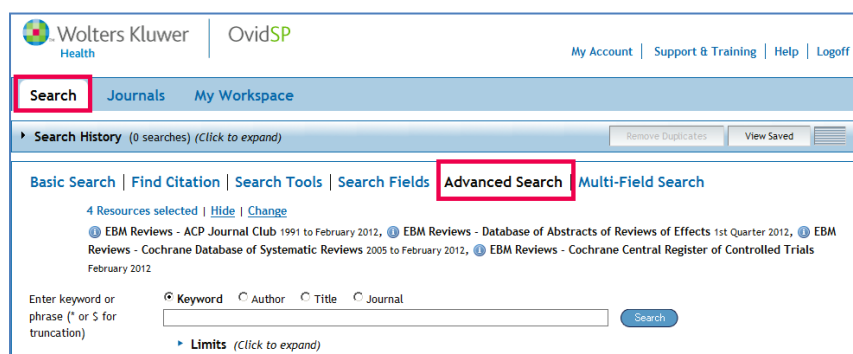 Wolters Kluwer | OvidSP
Health
My Account | Support & Training | Help | Logoff
Search Journals My Workspace
Search History (0 searches) (Click to expand) Remove Duplicates View Saved
Basic Search | Find Citation | Search Tools | Search Fields | Advanced Search | Multi-Field Search
4 Resources selected | Hide | Change
EBM Reviews - ACP Journal Club 1991 to February 2012, EBM Reviews - Database of Abstracts of Reviews of Effects 1st Quarter 2012, EBM
Reviews - Cochrane Database of Systematic Reviews 2005 to February 2012, EBM Reviews - Cochrane Central Register of Controlled Trials
February 2012
Enter keyword or
phrase (* or $ for
truncation)
Keyword Author Title Journal
Search
Limits (Click to expand)